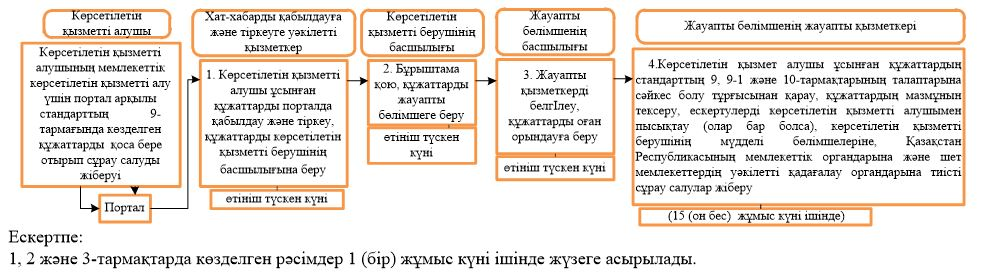 Көрсетілетін
қызметті алушы
Көрсетілетін қызметті
алушының мемлекеттік
көрсетілетін қызметті алу
үшін портал арқылы
стандарттың 9-
тармағында көзделген
құжаттарды қоса бере
отырып сұрау салуды
жіберуі
Портал
Хат-хабарды қабылдауға
және тіркеуге уәкілетті
қызметкер
1. Көрсетілетін қызметті
алушы ұсынған
құжаттарды порталда
қабылдау және тіркеу,
құжаттарды көрсетілетін
қызметті берушінің
басшылығына беру
өтініш түскен күні
Көрсетілетін
қызметті берушінің
басшылығы
2. Бұрыштама
қою, құжаттарды
жауапты
бөлімшеге беру
өтініш түскен
күні
Жауапты
бөлімшенің
басшылығы
3. Жауапты
қызметкерді
белгІлеу,
құжаттарды оған
орындауға беру
өтініш түскен күні
Жауапты бөлімшенің жауапты қызметкері
4.Көрсетілетін қызмет алушы ұсынған құжаттардың
стандарттың 9, 9-1 және 10-тармақтарының талаптарына
сәйкес болу тұрғысынан қарау, құжаттардың мазмұнын
тексеру, ескертулерді көрсетілетін қызметті алушымен
пысықтау (олар бар болса), көрсетілетін қызметті
берушінің мүдделі бөлімшелеріне, Қазақстан
Республикасының мемлекеттік органдарына және шет
мемлекеттердің уәкілетті қадағалау органдарына тиісті
сұрау салулар жіберу
(15 (он бес) жұмыс күні ішінде)
Ескертпе:
1, 2 және 3-тармақтарда көзделген рәсімдер 1 (бір) жұмыс күні ішінде жүзеге асырылады.